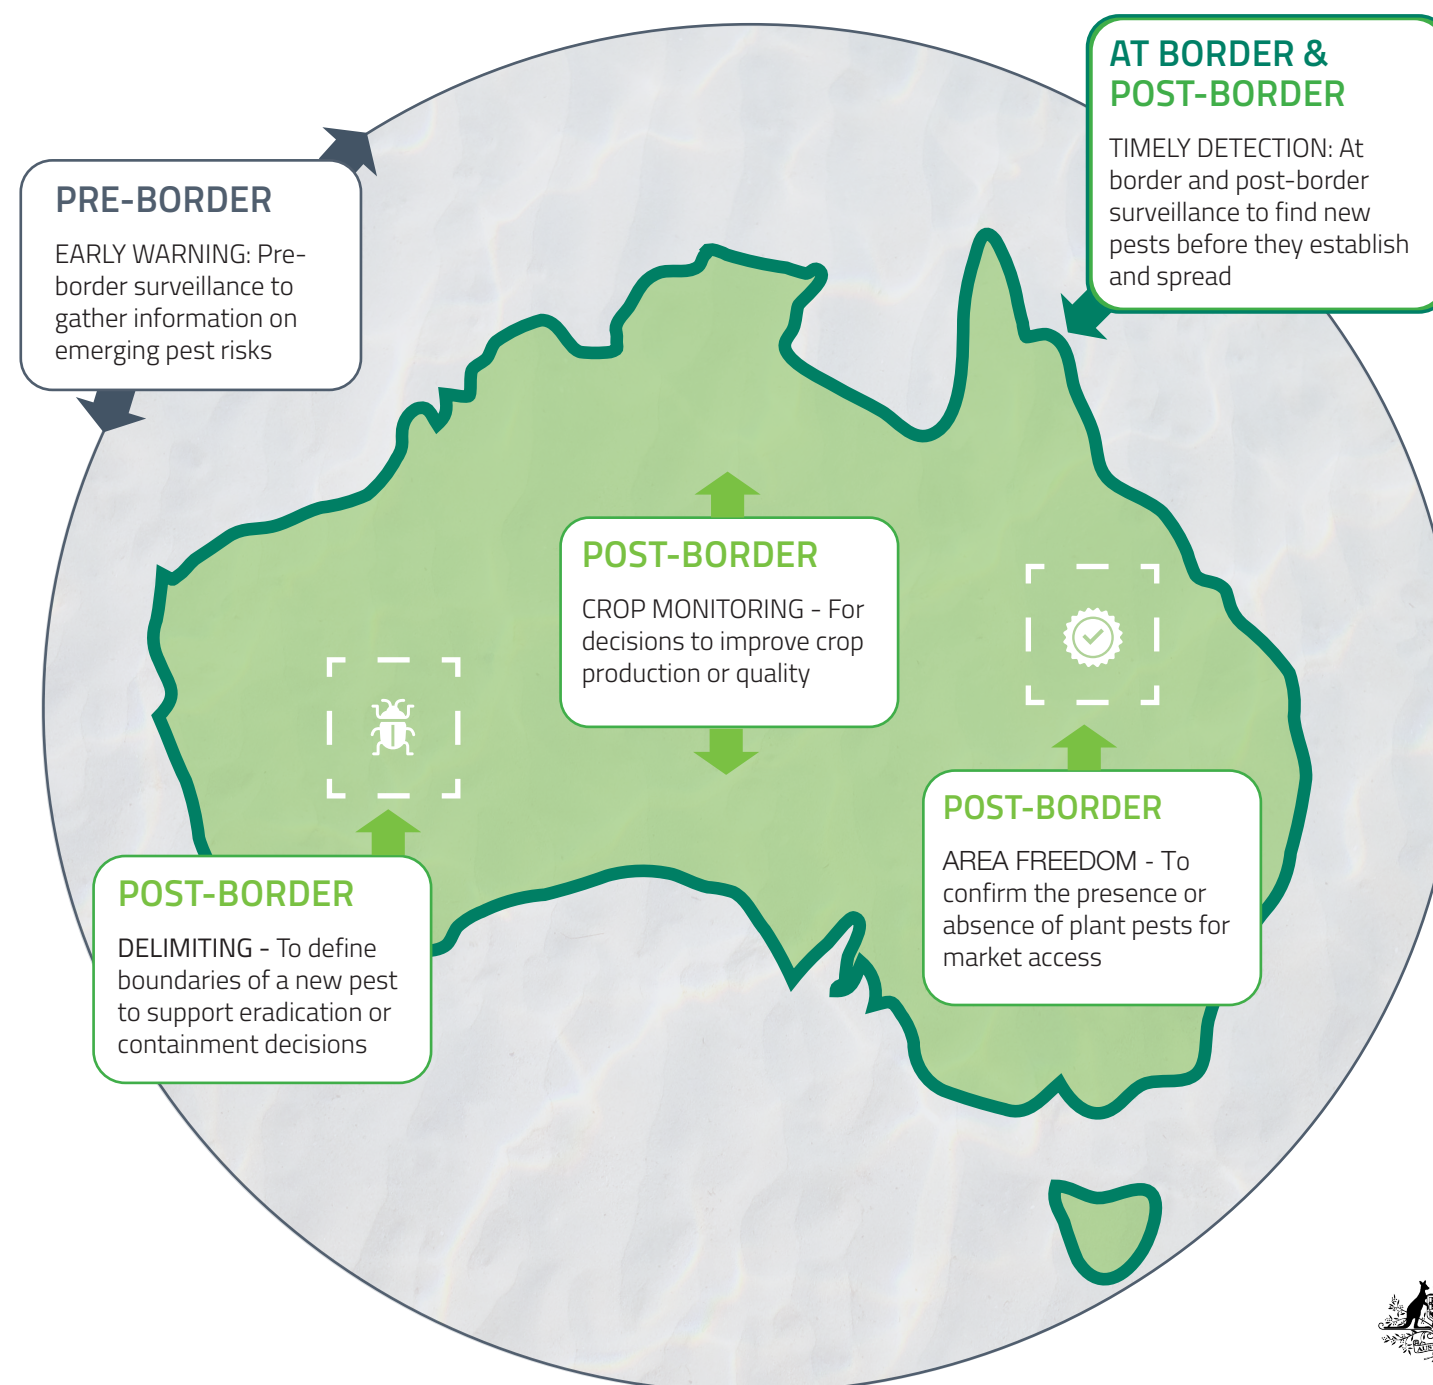 AT BORDER &
POST-BORDER
TIMELY DETECTION: At
border and post-border
surveillance to find new
pests before they establish
and spread
PRE-BORDER
EARLY WARNING: Pre-
border surveillance to
gather information on
emerging pest risks
POST-BORDER
CROP MONITORING - For
decisions to improve crop
production or quality
POST-BORDER
AREA FREEDOM - To
confirm the presence or
absence of plant pests for
market access
POST-BORDER
DELIMITING - To define
boundaries of a new pest
to support eradication or
containment decisions